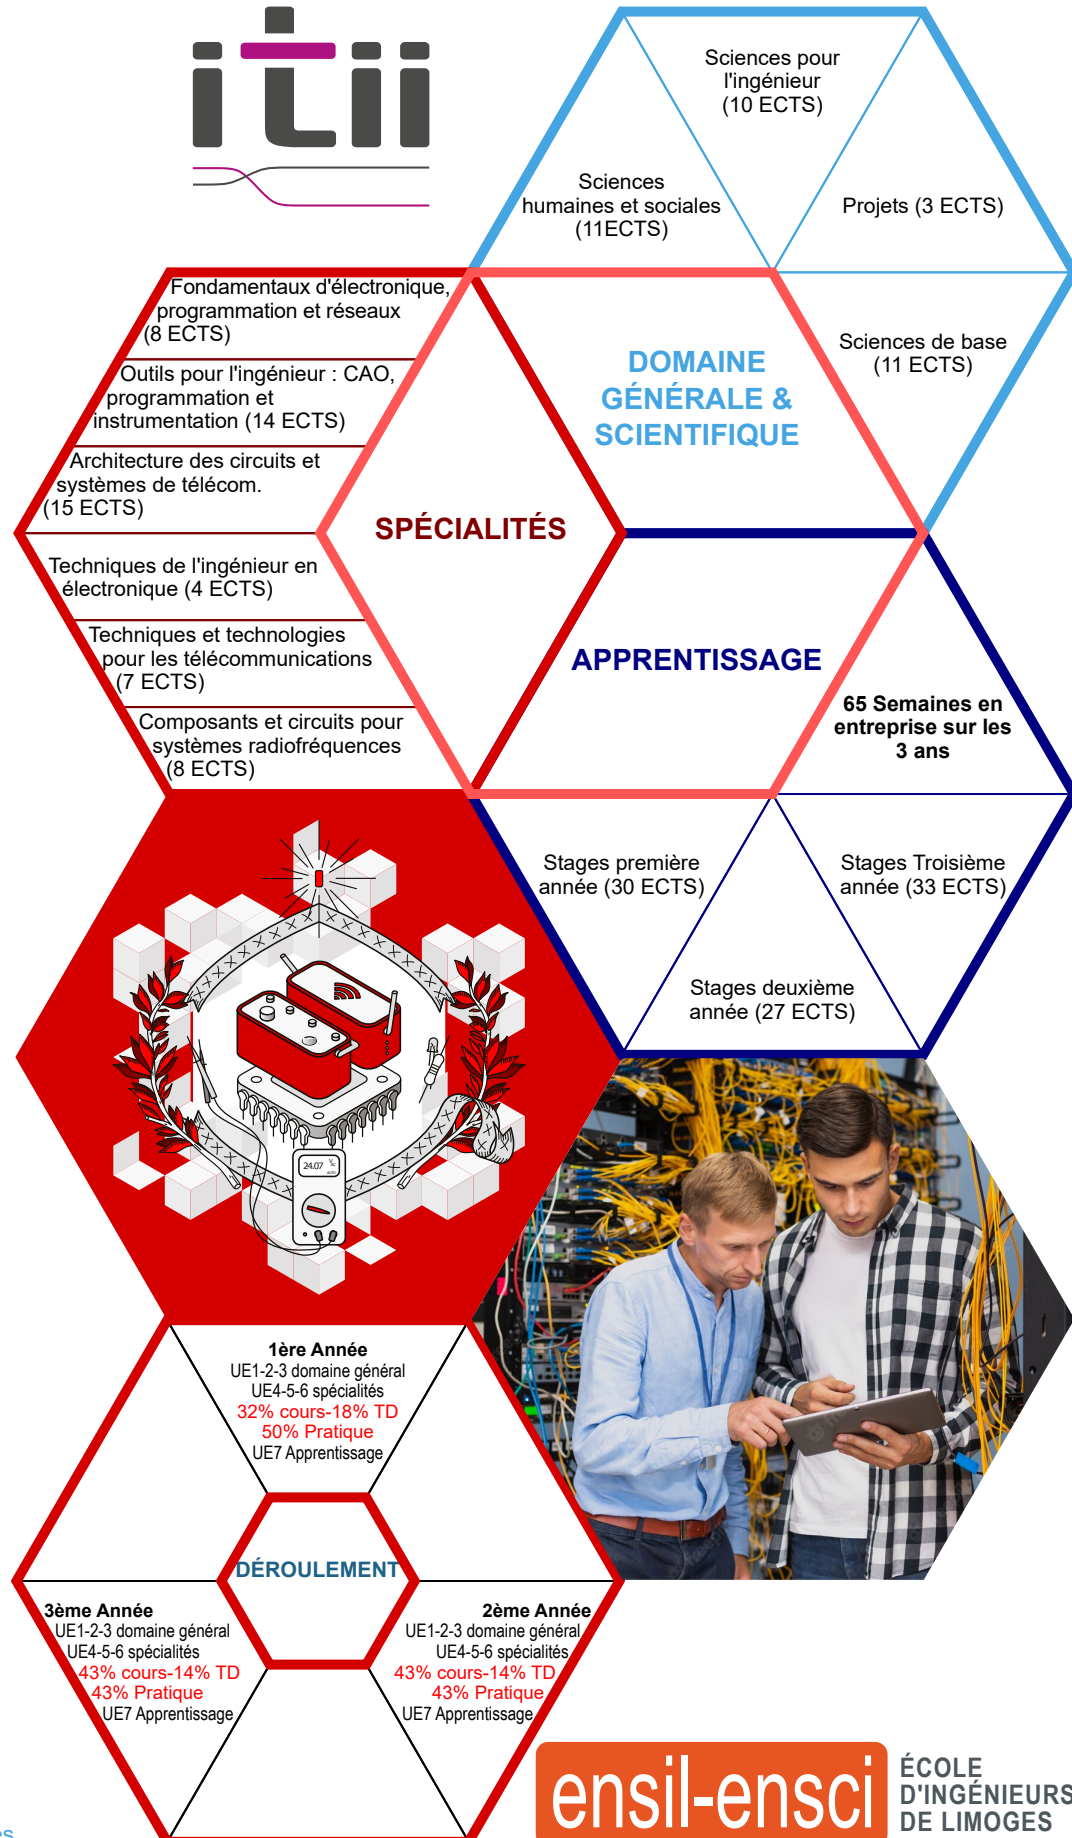 itii
Sciences pour
l'ingénieur
(10 ECTS)
Sciences
humaines et sociales
(11ECTS)
Projets (3 ECTS)
Sciences de base
(11 ECTS)
DOMAINE
GÉNÉRALE &
SCIENTIFIQUE
Fondamentaux d'électronique,
programmation et réseaux
(8 ECTS)
Outils pour l'ingénieur : CAO,
programmation et
instrumentation (14 ECTS)
Architecture des circuits et
systèmes de télécom.
(15 ECTS)
Techniques de l'ingénieur en
électronique (4 ECTS)
Techniques et technologies
pour les télécommunications
(7 ECTS)
Composants et circuits pour
systèmes radiofréquences
(8 ECTS)
SPÉCIALITÉS
APPRENTISSAGE
65 Semaines en
entreprise sur les
3 ans
Stages première
année (30 ECTS)
Stages Troisième
année (33 ECTS)
Stages deuxième
année (27 ECTS)
24.07
1ère Année
UE1-2-3 domaine général
UE4-5-6 spécialités
32% cours-18% TD
50% Pratique
UE7 Apprentissage
DÉROULEMENT
3ème Année
UE1-2-3 domaine général
UE4-5-6 spécialités
43% cours-14% TD
43% Pratique
UE7 Apprentissage
2ème Année
UE1-2-3 domaine général
UE4-5-6 spécialités
43% cours-14% TD
43% Pratique
UE7 Apprentissage
ensil-ensci
ÉCOLE
D'INGÉNIEURS
DE LIMOGES